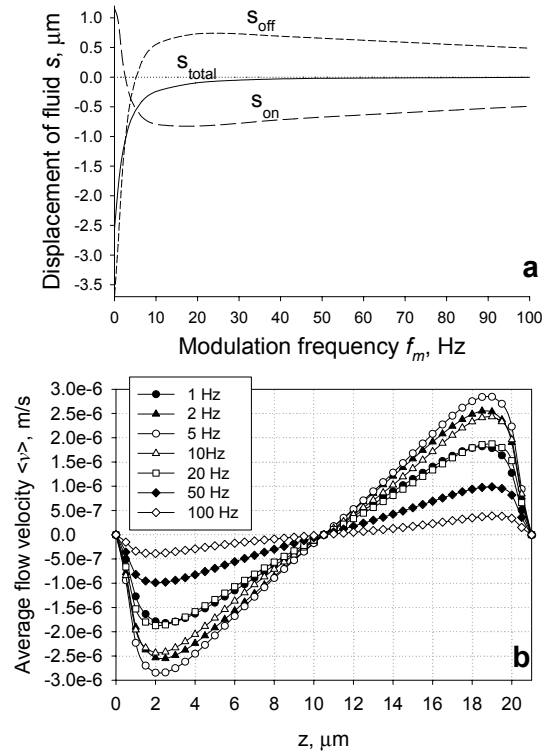 Displacement of fluid s, μm
1.0
0.5
0.0
-0.5
-1.0
-1.5
-2.0
-2.5
-3.0
-3.5
s_off
s_total
s_on
a
0 10 20 30 40 50 60 70 80 90 100
Modulation frequency f_m, Hz
Average flow velocity <v>, m/s
3.0e-6
2.5e-6
2.0e-6
1.5e-6
1.0e-6
5.0e-7
0.0
-5.0e-7
-1.0e-6
-1.5e-6
-2.0e-6
-2.5e-6
-3.0e-6
1 Hz
2 Hz
5 Hz
10Hz
20 Hz
50 Hz
100 Hz
b
0 2 4 6 8 10 12 14 16 18 20
z, μm